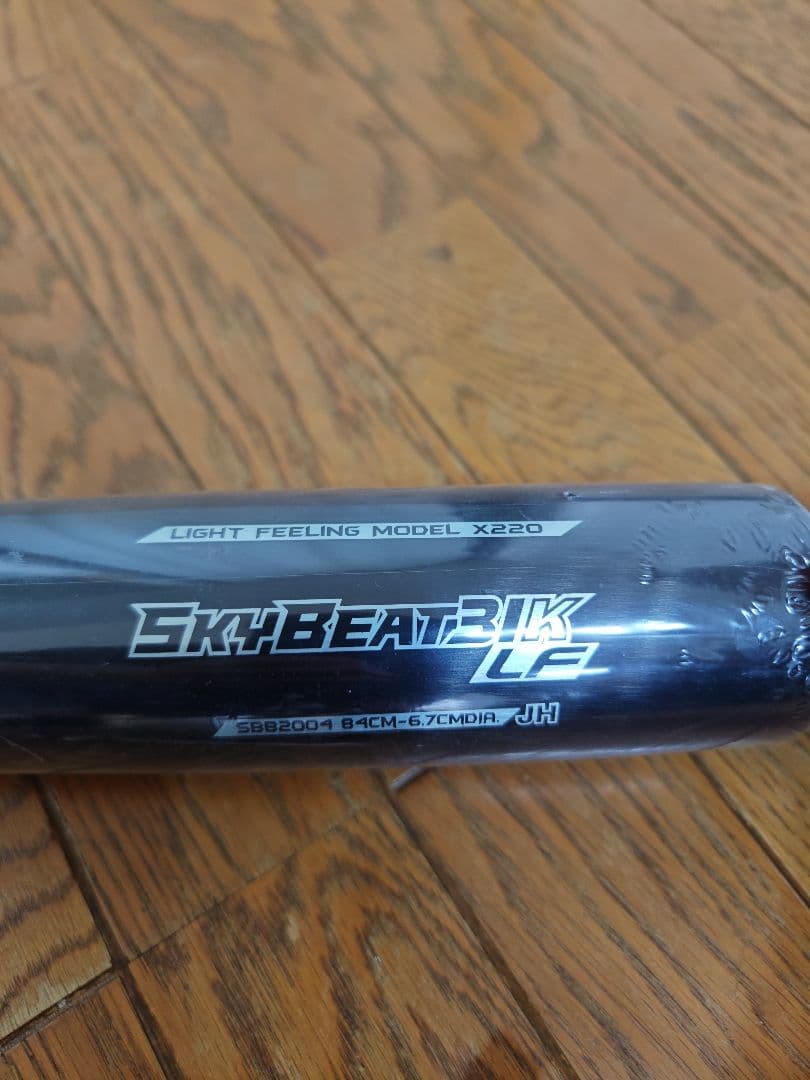 LIGHT FEELING MODEL X220
SKYBEAT31K
LF
SBB2004 84CM-6.7CMDIA. JH